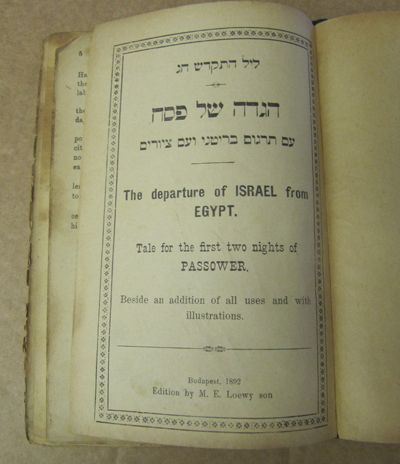 ליל התקדש חג
הגדה של פסח
עם תרגום בריטני ועם ציורים
The departure of ISRAEL from
EGYPT.
Tale for the first two nights of
PASSOWER,
Beside an addition of all uses and with
illustrations.
Budapest, 1892
Edition by M. E. Loewy son